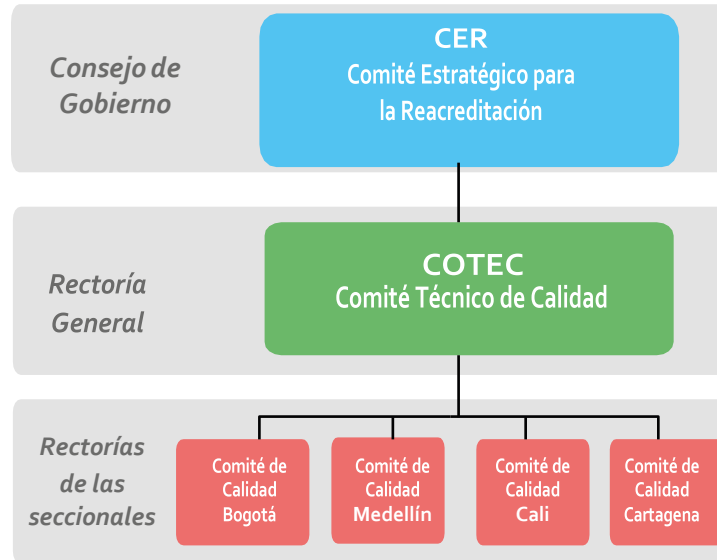 Consejo de
Gobierno
CER
Comité Estratégico para
la Reacreditación
Rectoría
General
COTEC
Comité Técnico de Calidad
Rectorías
de las
seccionales
Comité de
Calidad
Bogotá
Comité de
Calidad
Medellín
Comité de
Calidad
Cali
Comité de
Calidad
Cartagena